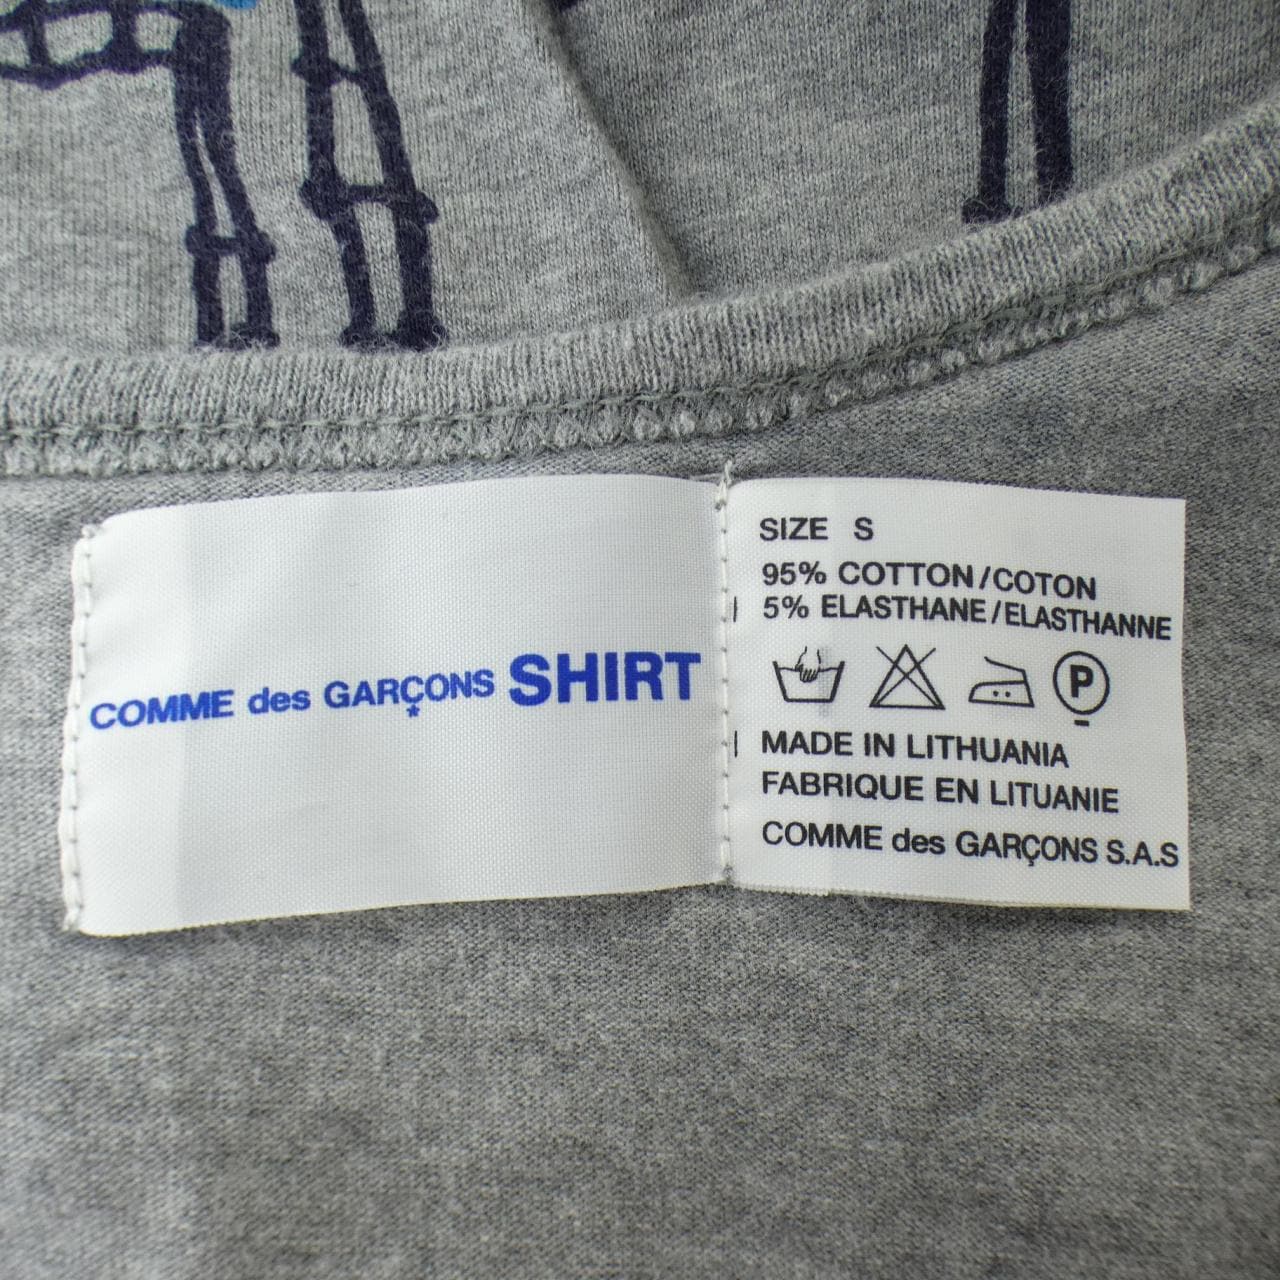 COMME des GARÇONS SHIRT
SIZE S
95% COTTON/COTON
5% ELASTHANE/ELASTHANNE
P
MADE IN LITHUANIA
FABRIQUE EN LITUANIE
COMME des GARÇONS S.A.S